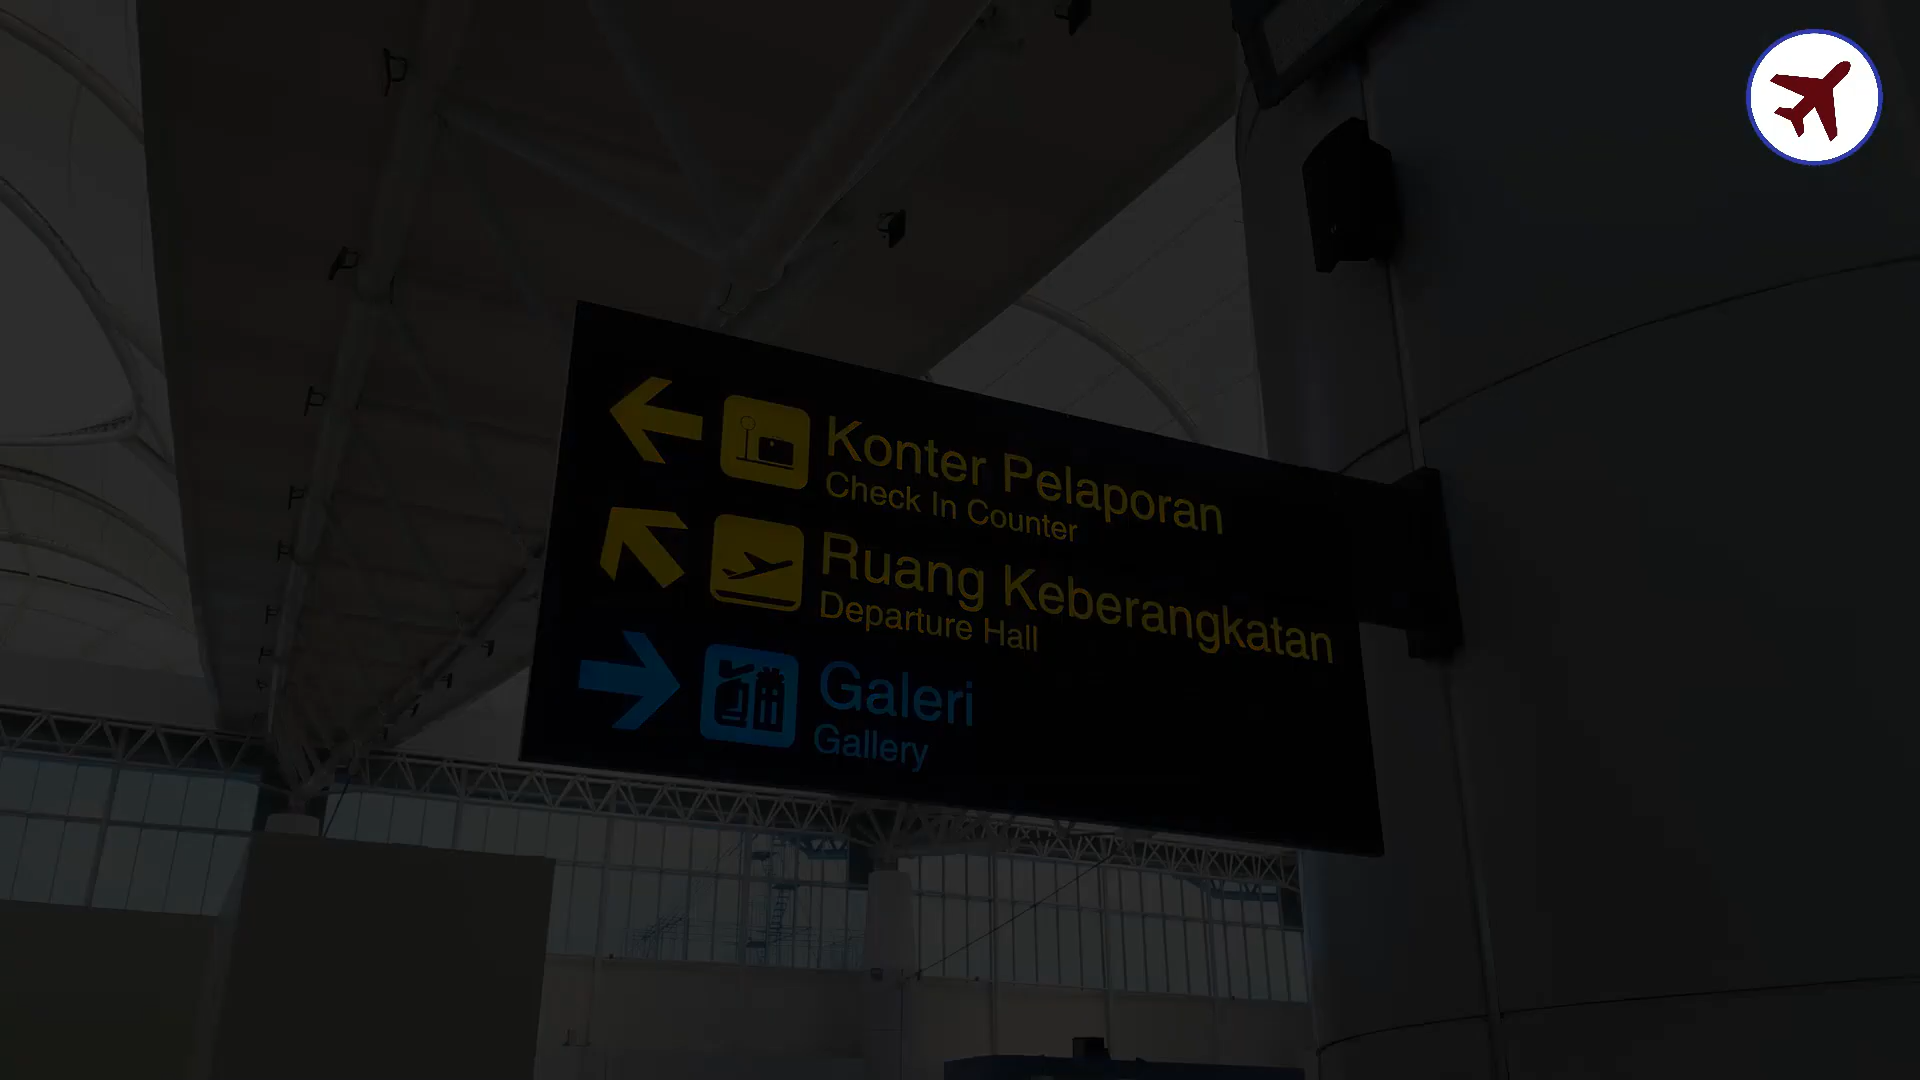 Konter Pelaporan
Check In Counter
Ruang Keberangkatan
Departure Hall
Galeri
Gallery